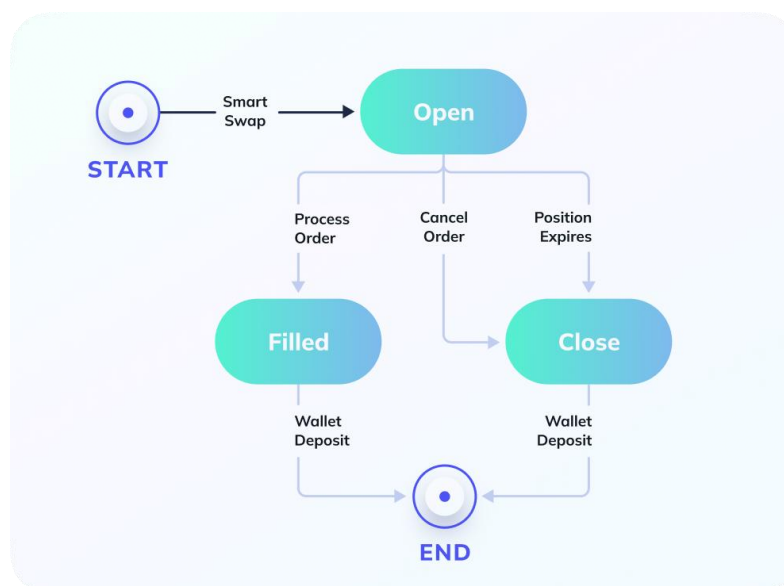 Smart
Swap
Open
START
Process
Order
Cancel
Order
Position
Expires
Filled
Close
Wallet
Deposit
Wallet
Deposit
END